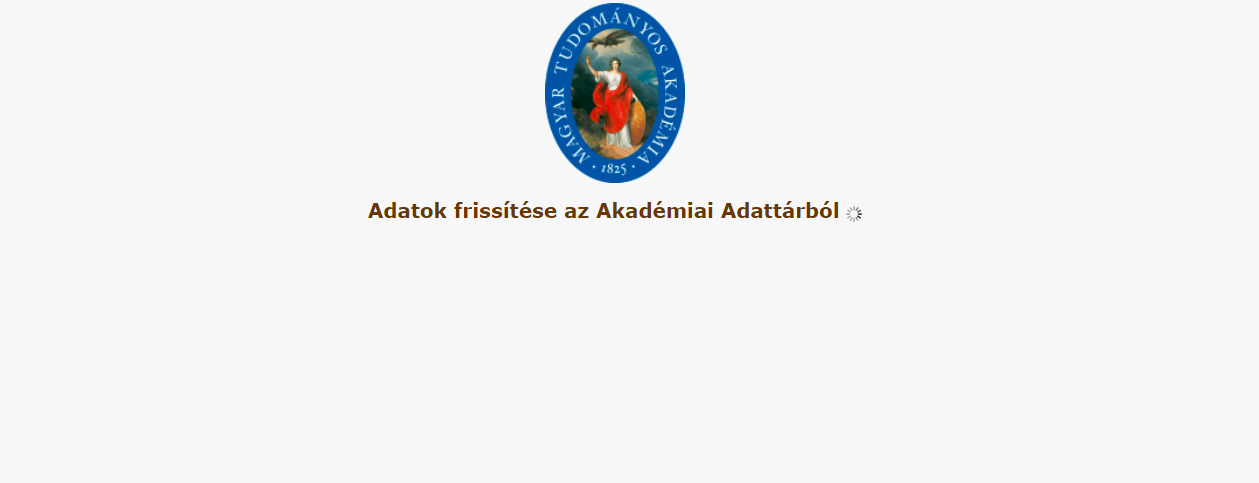 MAGYAR TUDOMÁNYOS AKADÉMIA
· 1825 ·
Adatok frissítése az Akadémiai Adattárból